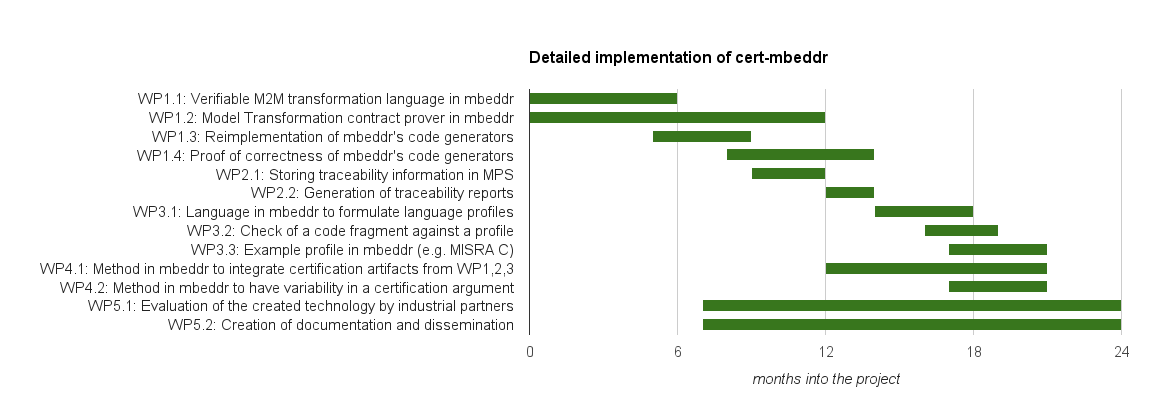 Detailed implementation of cert-mbeddr
WP1.1: Verifiable M2M transformation language in mbeddr
WP1.2: Model Transformation contract prover in mbeddr
WP1.3: Reimplementation of mbeddr's code generators
WP1.4: Proof of correctness of mbeddr's code generators
WP2.1: Storing traceability information in MPS
WP2.2: Generation of traceability reports
WP3.1: Language in mbeddr to formulate language profiles
WP3.2: Check of a code fragment against a profile
WP3.3: Example profile in mbeddr (e.g. MISRA C)
WP4.1: Method in mbeddr to integrate certification artifacts from WP1,2,3
WP4.2: Method in mbeddr to have variability in a certification argument
WP5.1: Evaluation of the created technology by industrial partners
WP5.2: Creation of documentation and dissemination
0 6 12 18 24
months into the project